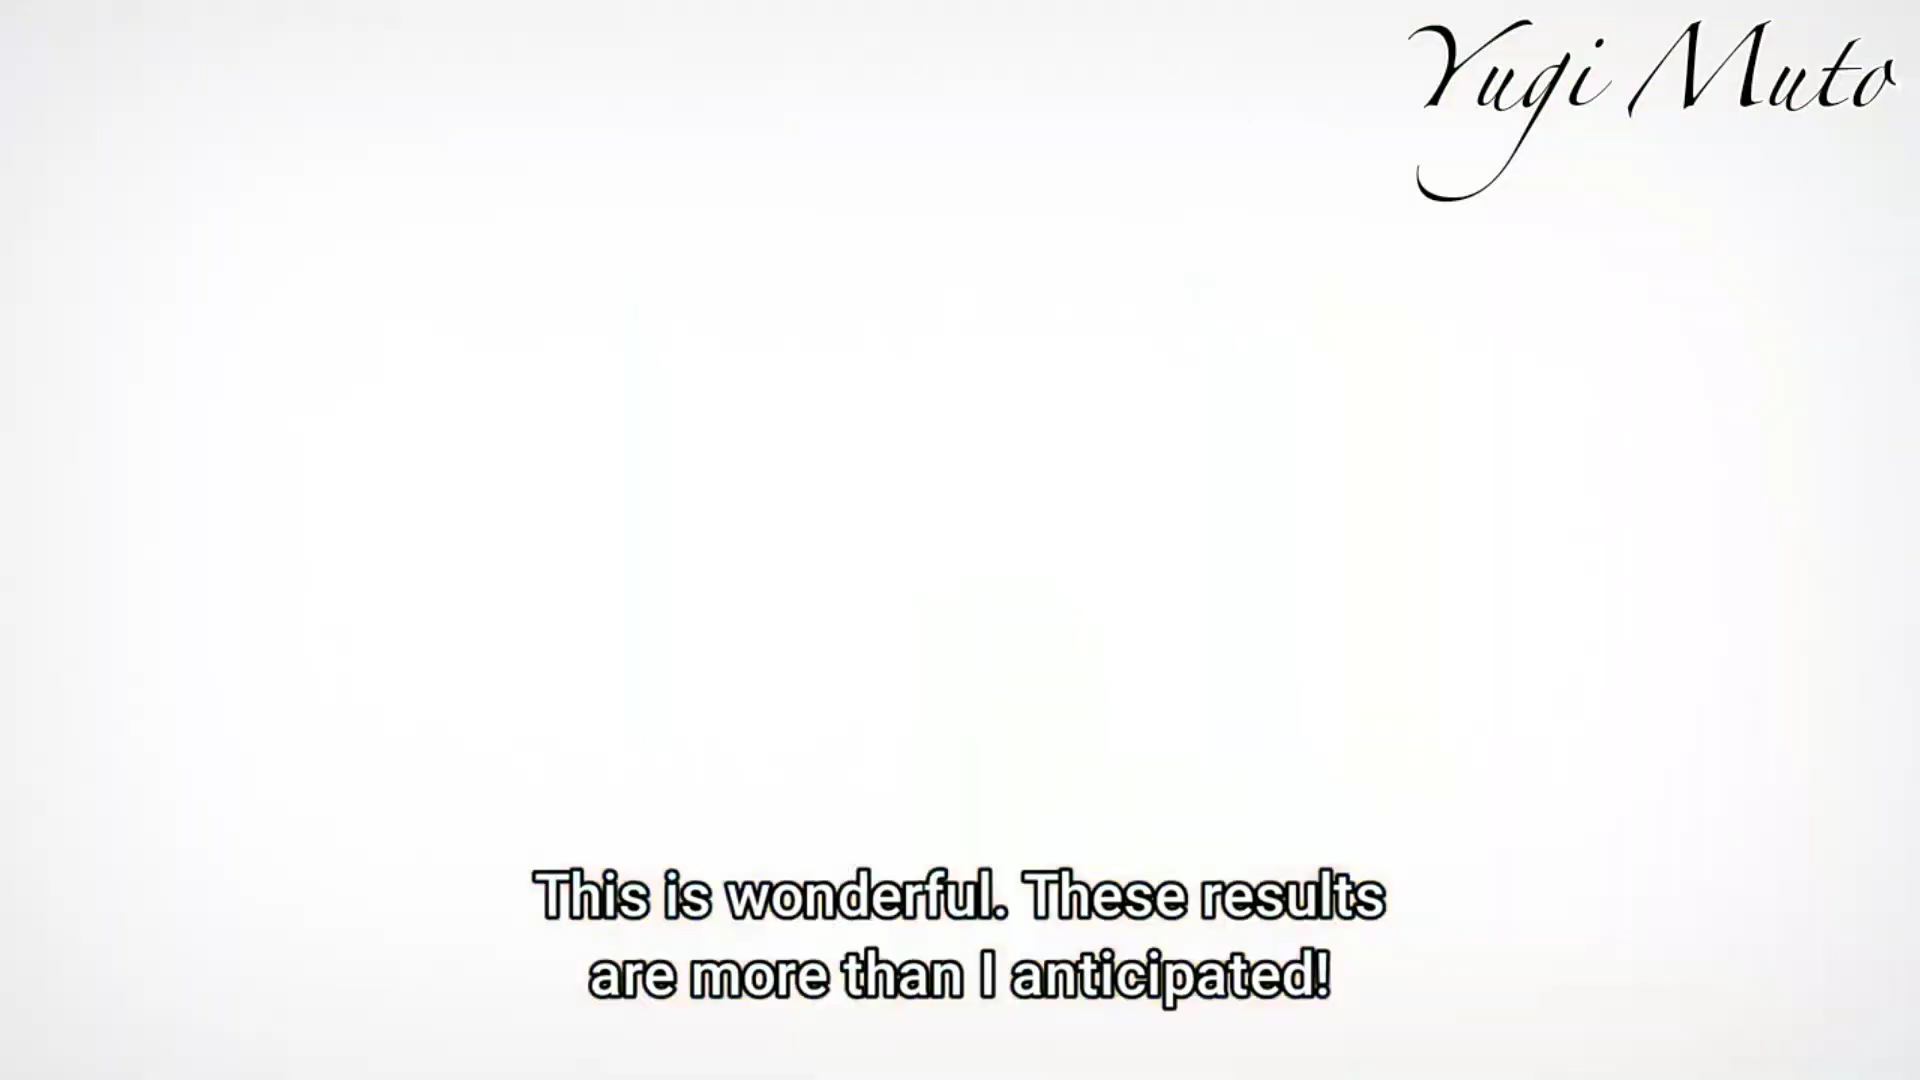 Yugi Muto
This is wonderful. These results
are more than I anticipated!